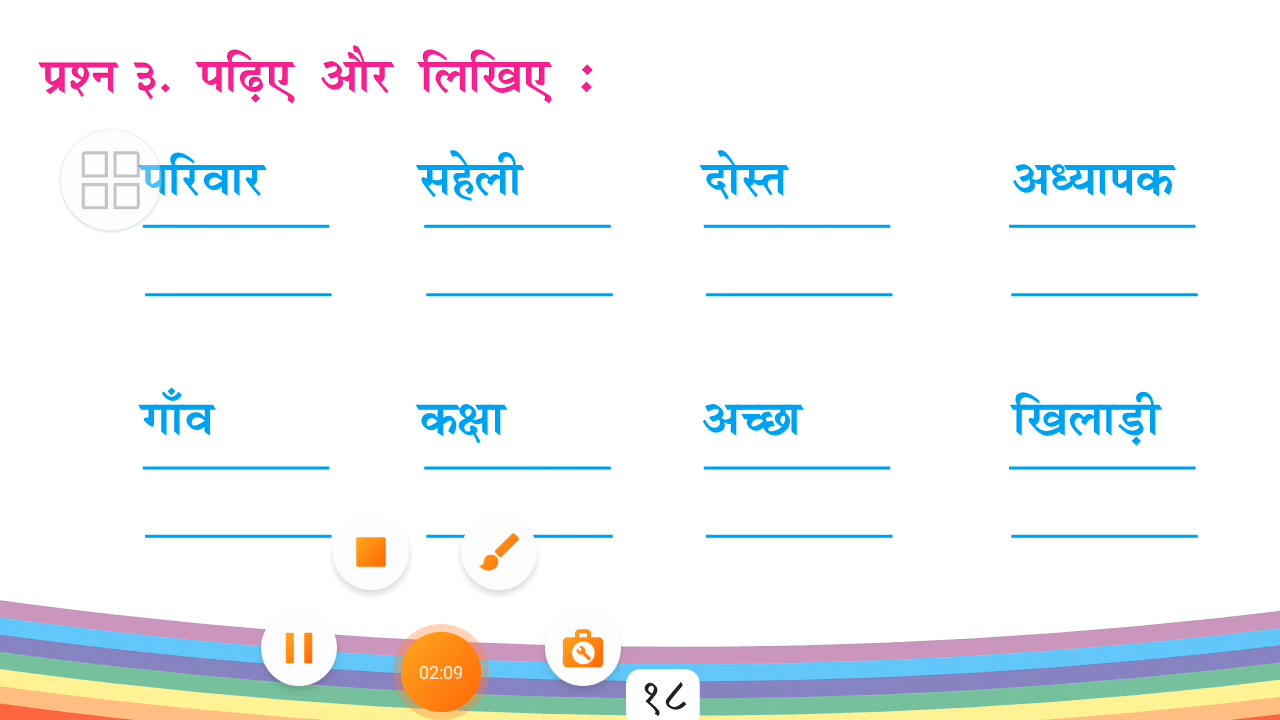 प्रश्न ३. पढ़िए और लिखिए :
परिवार सहेली दोस्त अध्यापक
गाँव कक्षा अच्छा खिलाड़ी
02:09
१८